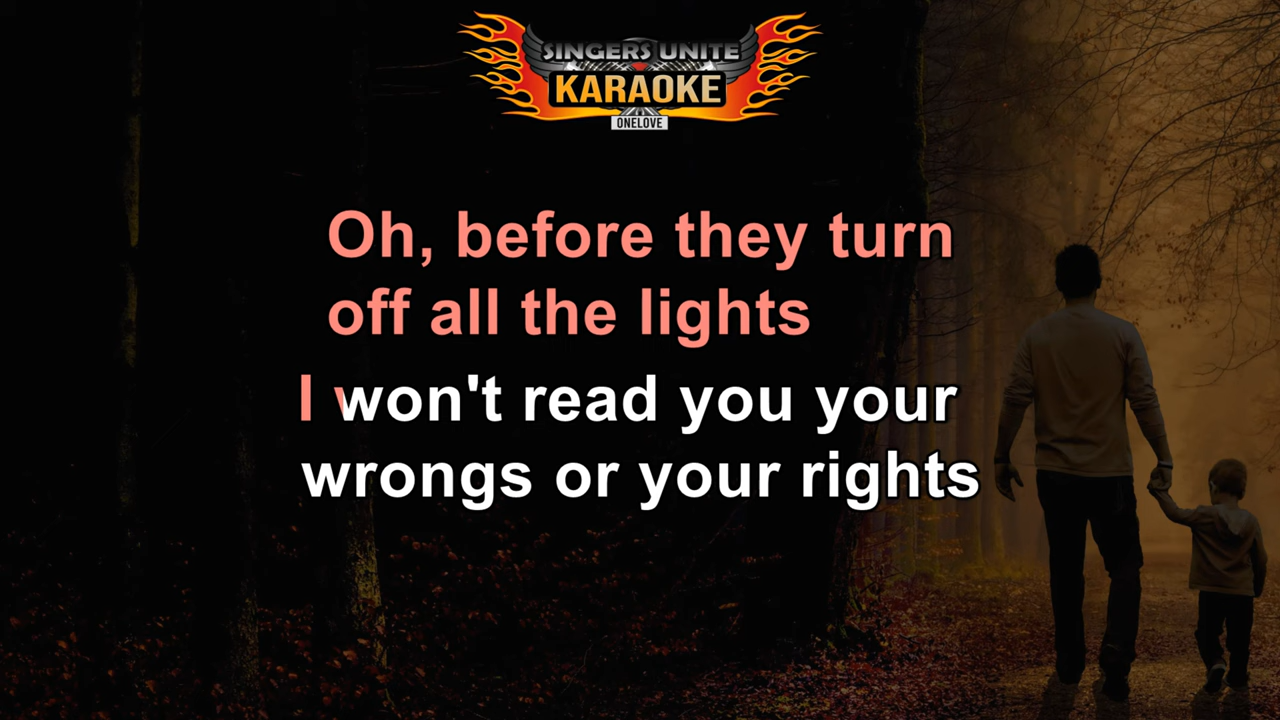 SINGERS UNITE
KARAOKE
ONELOVE
Oh, before they turn
off all the lights
I won't read you your
wrongs or your rights